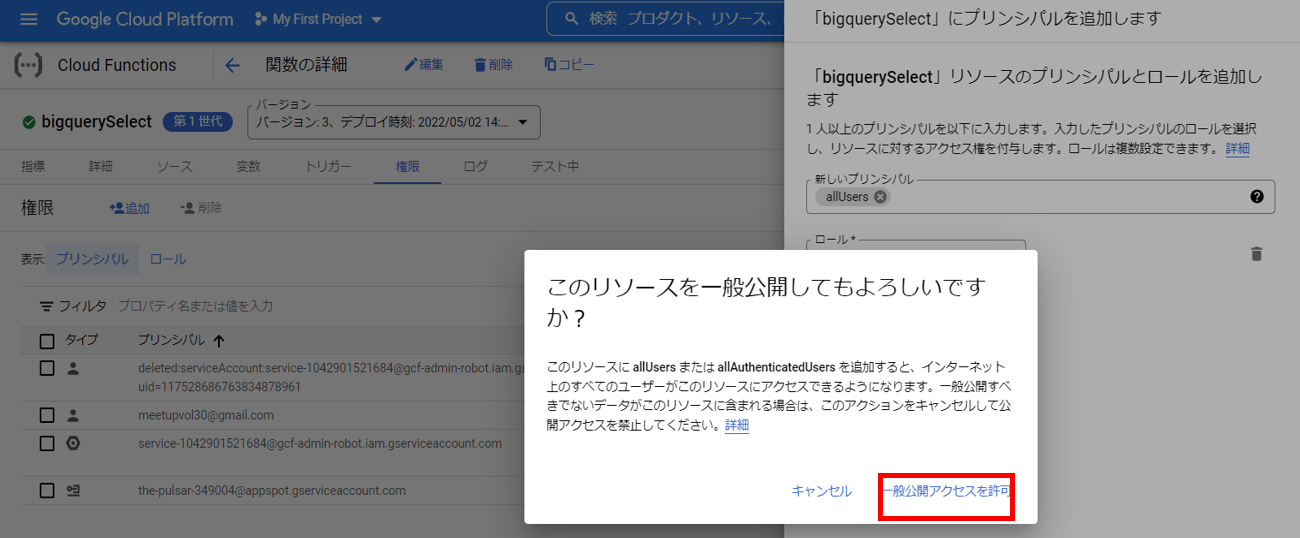 Google Cloud Platform
My First Project
検索 プロダクト、リソース、
Cloud Functions
関数の詳細
編集
削除
コピー
bigquerySelect
第 1 世代
バージョン
バージョン: 3、デプロイ時刻: 2022/05/02 14:...
指標
詳細
ソース
変数
トリガー
権限
ログ
テスト中
権限
追加
削除
表示:
プリンシパル
ロール
フィルタ プロパティ名または値を入力
タイプ
プリンシパル
deleted:serviceAccount:service-1042901521684@gcf-admin-robot.iam.gs
uid=117528686763834878961
meetupvol30@gmail.com
service-1042901521684@gcf-admin-robot.iam.gserviceaccount.com
the-pulsar-349004@appspot.gserviceaccount.com
「bigquerySelect」にプリンシパルを追加します
「bigquerySelect」リソースのプリンシパルとロールを追加し
ます
1 人以上のプリンシパルを以下に入力します。入力したプリンシパルのロールを選択
し、リソースに対するアクセス権を付与します。ロールは複数設定できます。 詳細
新しいプリンシパル
allUsers
ロール *
このリソースを一般公開してもよろしいです
か？
このリソースに allUsers または allAuthenticatedUsers を追加すると、インターネット
上のすべてのユーザーがこのリソースにアクセスできるようになります。一般公開すべ
きでないデータがこのリソースに含まれる場合は、このアクションをキャンセルして公
開アクセスを禁止してください。詳細
キャンセル
一般公開アクセスを許可